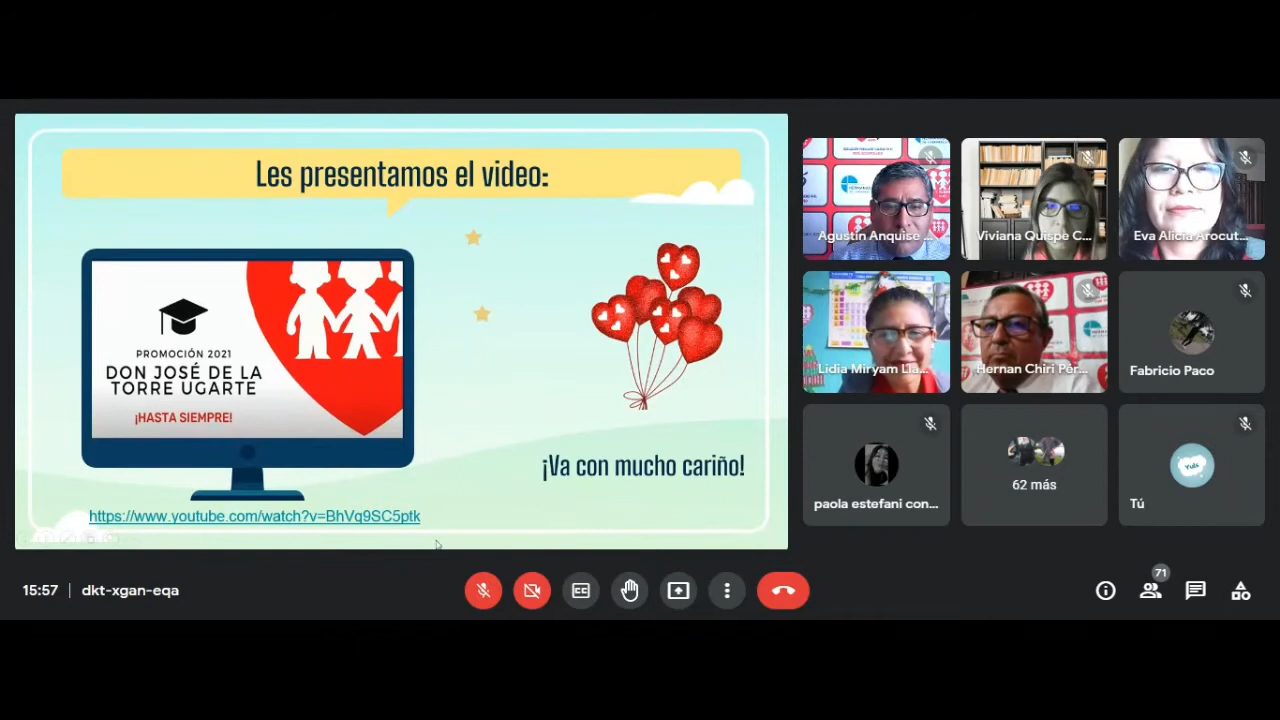 Les presentamos el video:
PROMOCIÓN 2021
DON JOSÉ DE LA
TORRE UGARTE
¡HASTA SIEMPRE!
¡Va con mucho cariño!
https://www.youtube.com/watch?v=BhVq9SC5ptk
Agustín Anquise ...
Viviana Quispe C...
Eva Alicia Arocut...
Lidia Miryam Lla...
Hernan Chiri Pér...
Fabricio Paco
paola estefani con...
62 más
Yule
Tú
15:57 | dkt-xgan-eqa
71